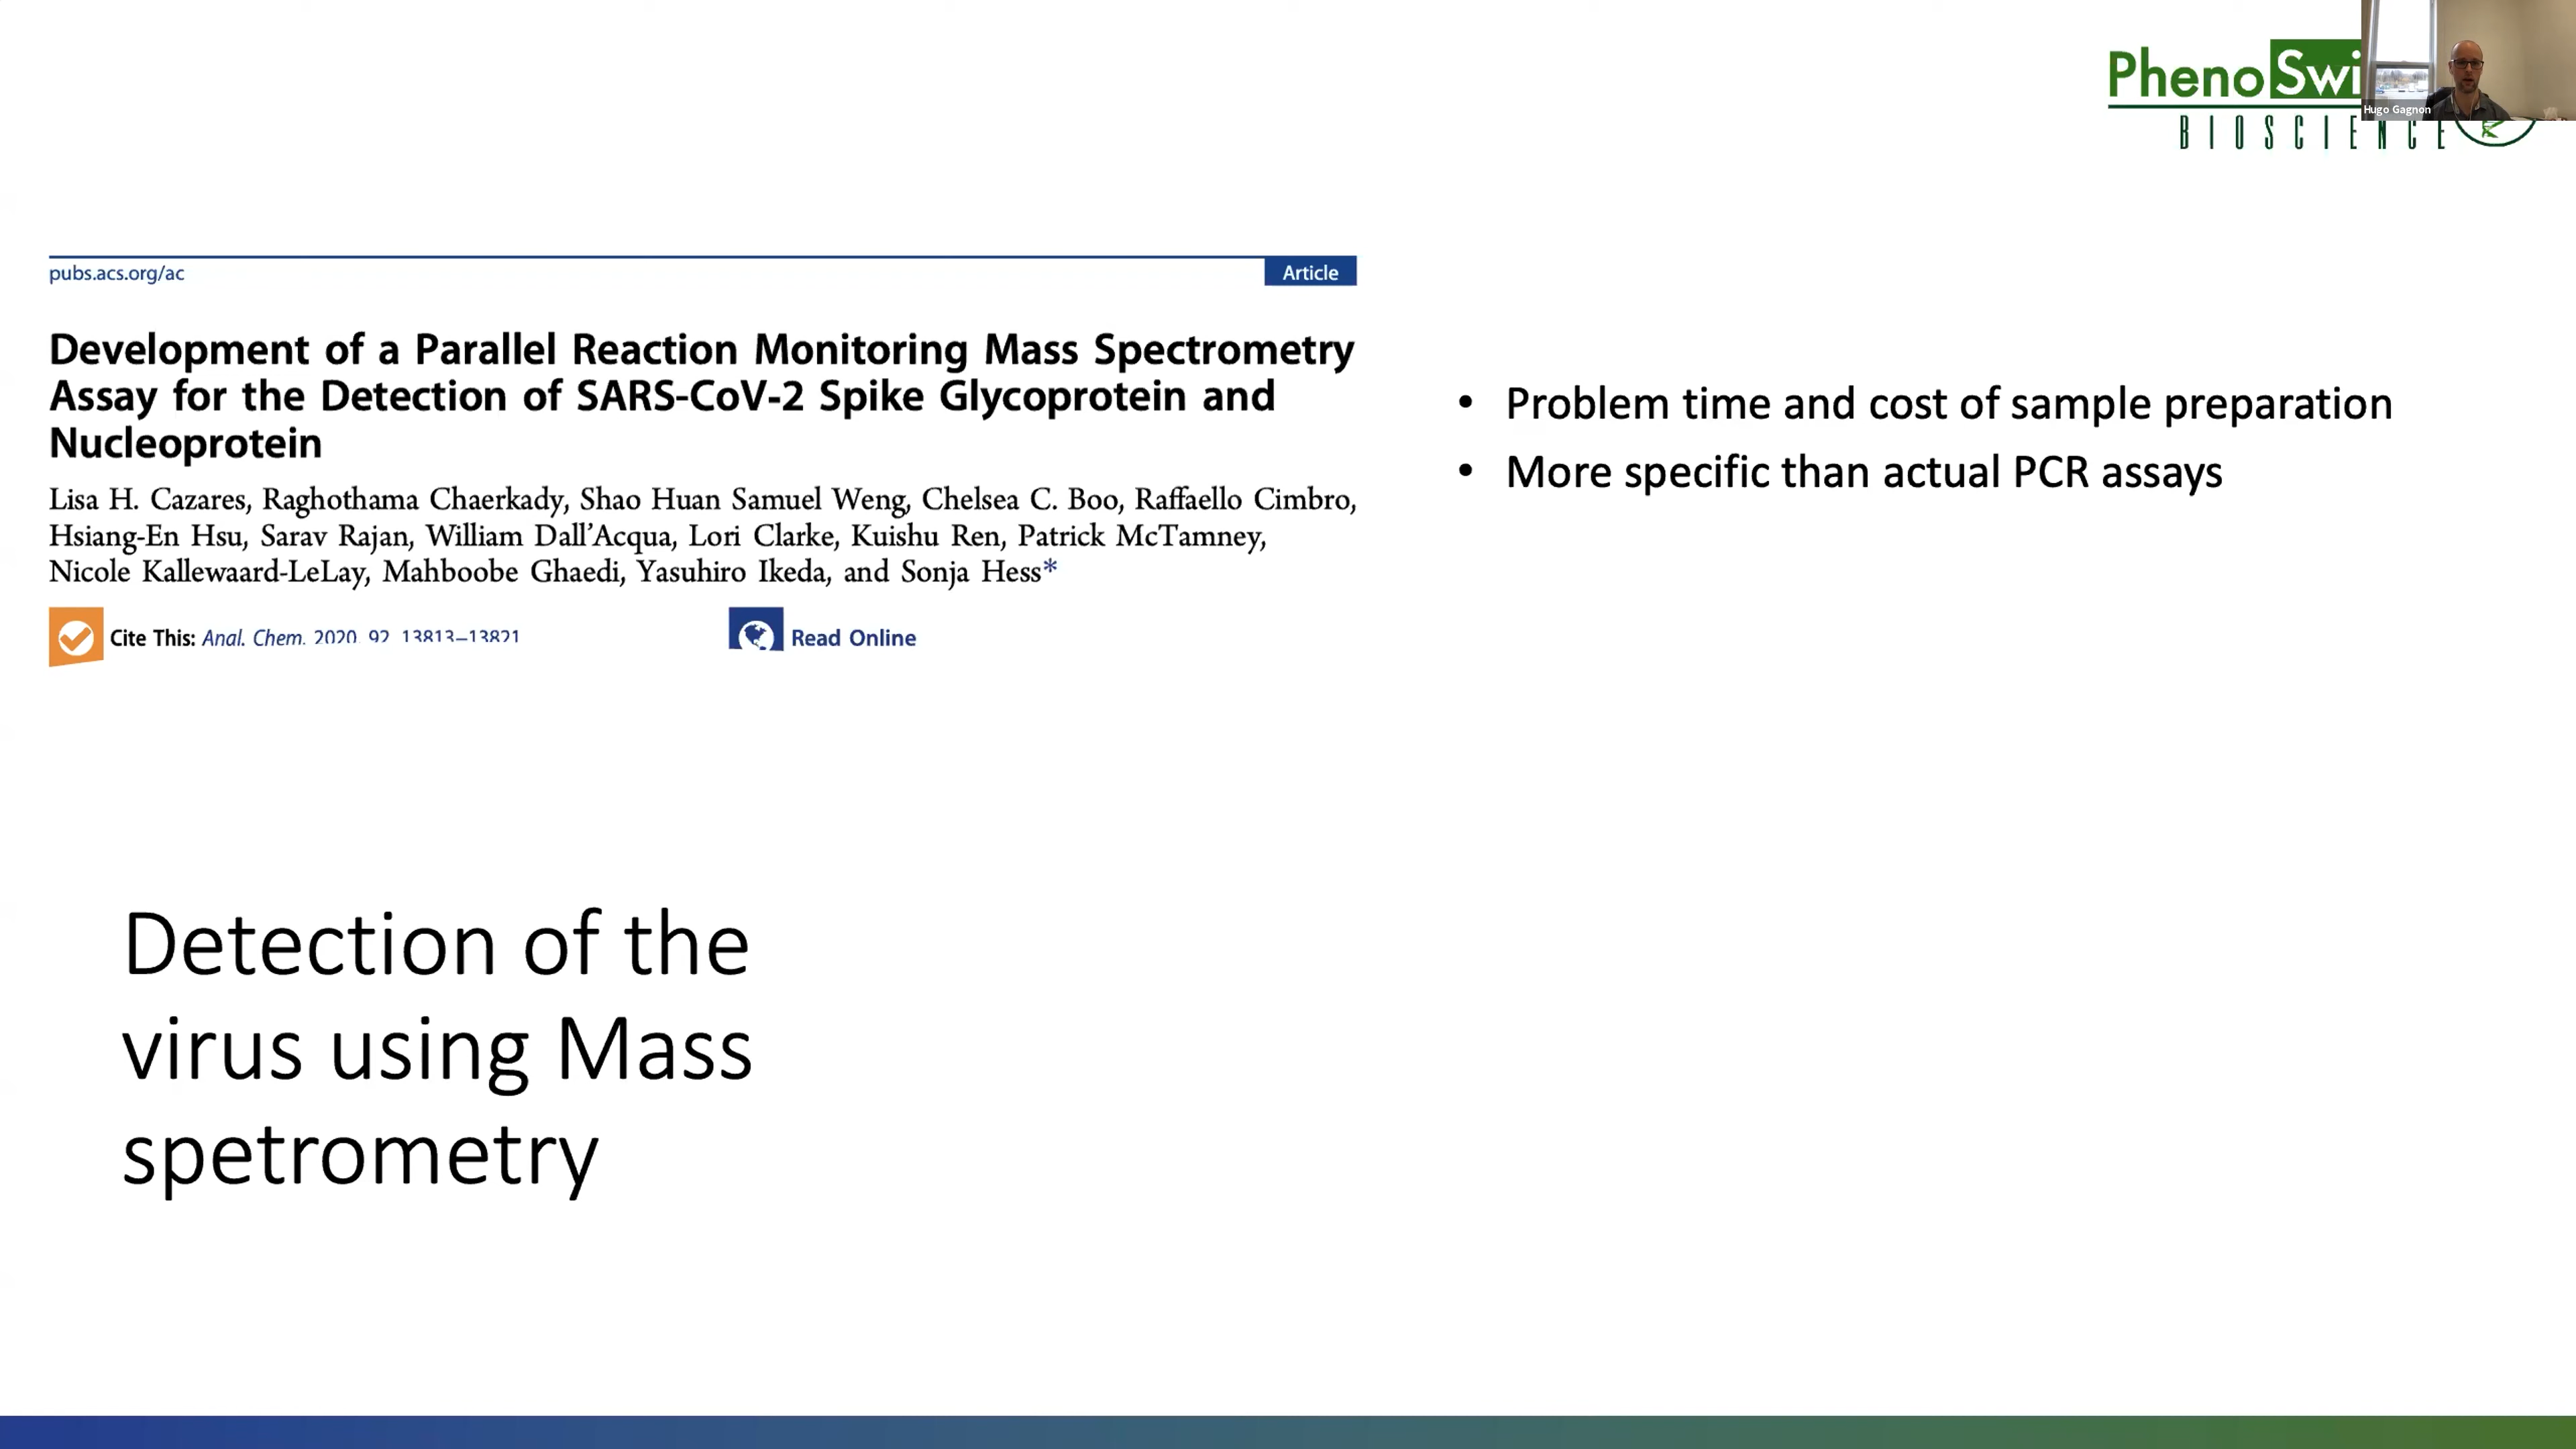 PhenoSwi
BIOSCIENCE
Hugo Gagnon
pubs.acs.org/ac
Article
Development of a Parallel Reaction Monitoring Mass Spectrometry
Assay for the Detection of SARS-CoV-2 Spike Glycoprotein and
Nucleoprotein
Lisa H. Cazares, Raghothama Chaerkady, Shao Huan Samuel Weng, Chelsea C. Boo, Raffaello Cimbro,
Hsiang-En Hsu, Sarav Rajan, William Dall’Acqua, Lori Clarke, Kuishu Ren, Patrick McTamney,
Nicole Kallewaard-LeLay, Mahboobe Ghaedi, Yasuhiro Ikeda, and Sonja Hess*
Cite This: Anal. Chem. 2020, 92, 13813–13821
Read Online
• Problem time and cost of sample preparation
• More specific than actual PCR assays
Detection of the
virus using Mass
spetrometry